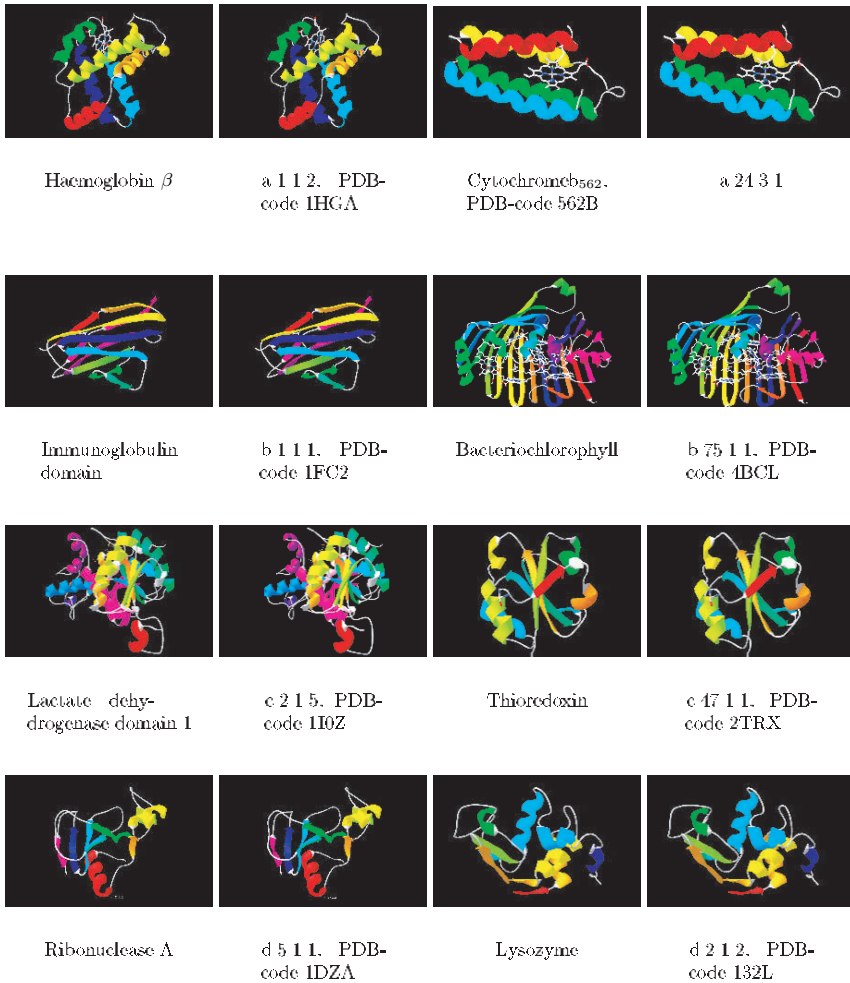 Haemoglobin β
a 1 1 2, PDB-
code 1HGA
Cytochromeb562,
PDB-code 562B
a 24 3 1
Immunoglobulin
domain
b 1 1 1, PDB-
code 1FC2
Bacteriochlorophyll
b 75 1 1, PDB-
code 4BCL
Lactate dehy-
drogenase domain 1
c 2 1 5, PDB-
code 1I0Z
Thioredoxin
c 47 1 1, PDB-
code 2TRX
Ribonuclease A
d 5 1 1, PDB-
code 1DZA
Lysozyme
d 2 1 2, PDB-
code 132L